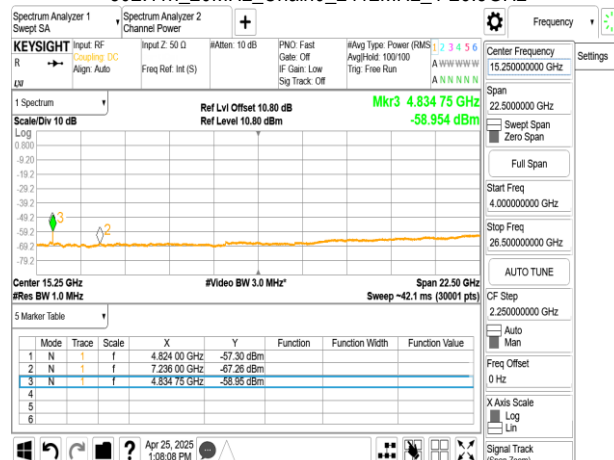 Spectrum Analyzer 1
Swept SA
Spectrum Analyzer 2
Channel Power
+
Frequency
Settings
KEYSIGHT
R
LXI
Input: RF
Coupling: DC
Align: Auto
Input Z: 50 Ω
Freq Ref: Int (S)
#Atten: 10 dB
PNO: Fast
Gate: Off
IF Gain: Low
Sig Track: Off
#Avg Type: Power (RMS
Avg|Hold: 100/100
Trig: Free Run
1 2 3 4 5 6
A W W W W W
A N N N N N
1 Spectrum
Scale/Div 10 dB
Log
Ref Lvl Offset 10.80 dB
Ref Level 10.80 dBm
Mkr3 4.834 75 GHz
-58.954 dBm
0.800
-9.20
-19.2
-29.2
-39.2
-49.2
-59.2
-69.2
-79.2
3
2
Center 15.25 GHz
#Res BW 1.0 MHz
#Video BW 3.0 MHz*
Span 22.50 GHz
Sweep ~42.1 ms (30001 pts)
5 Marker Table
Mode Trace Scale X Y Function Function Width Function Value
1 N 1 f 4.824 00 GHz -57.30 dBm
2 N 1 f 7.236 00 GHz -67.26 dBm
3 N 1 f 4.834 75 GHz -58.95 dBm
4
5
6
?
Apr 25, 2025
1:08:08 PM
Center Frequency
15.250000000 GHz
Span
22.5000000 GHz
Swept Span
Zero Span
Full Span
Start Freq
4.000000000 GHz
Stop Freq
26.500000000 GHz
AUTO TUNE
CF Step
2.250000000 GHz
Auto
Man
Freq Offset
0 Hz
X Axis Scale
Log
Lin
Signal Track
(Span Zoom)